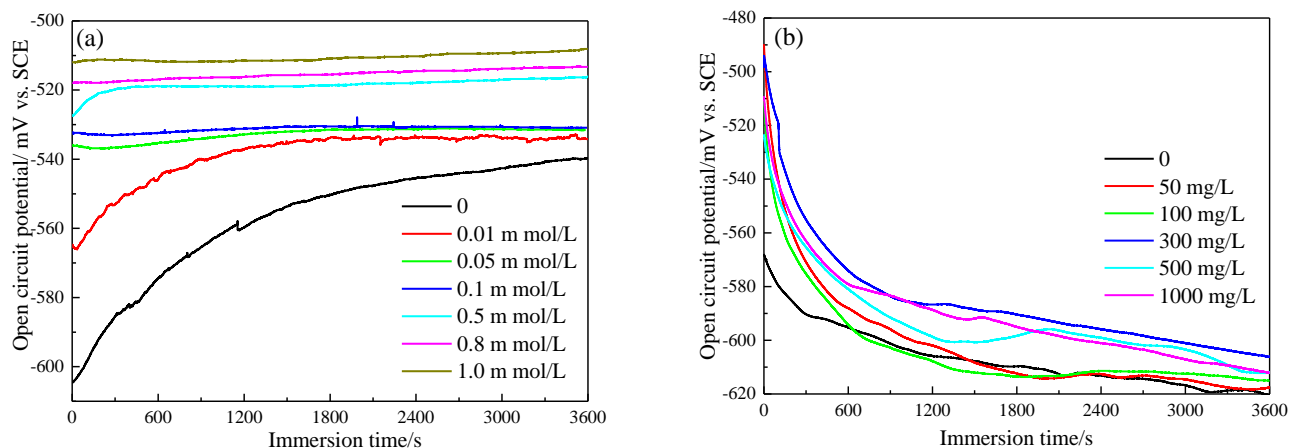 (a)
Open circuit potential/ mV vs. SCE
-500
-520
-540
-560
-580
-600
0
0.01 m mol/L
0.05 m mol/L
0.1 m mol/L
0.5 m mol/L
0.8 m mol/L
1.0 m mol/L
0 600 1200 1800 2400 3000 3600
Immersion time/s
(b)
Open circuit potential/mV vs. SCE
-480
-500
-520
-540
-560
-580
-600
-620
0
50 mg/L
100 mg/L
300 mg/L
500 mg/L
1000 mg/L
0 600 1200 1800 2400 3000 3600
Immersion time/s